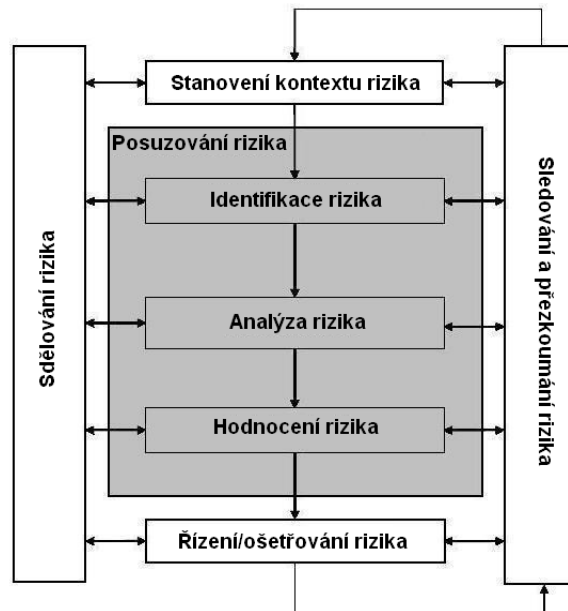 Stanovení kontextu rizika
Posuzování rizika
Identifikace rizika
Analýza rizika
Hodnocení rizika
Řízení/ošetřování rizika
Sdělování rizika
Sledování a přezkoumání rizika